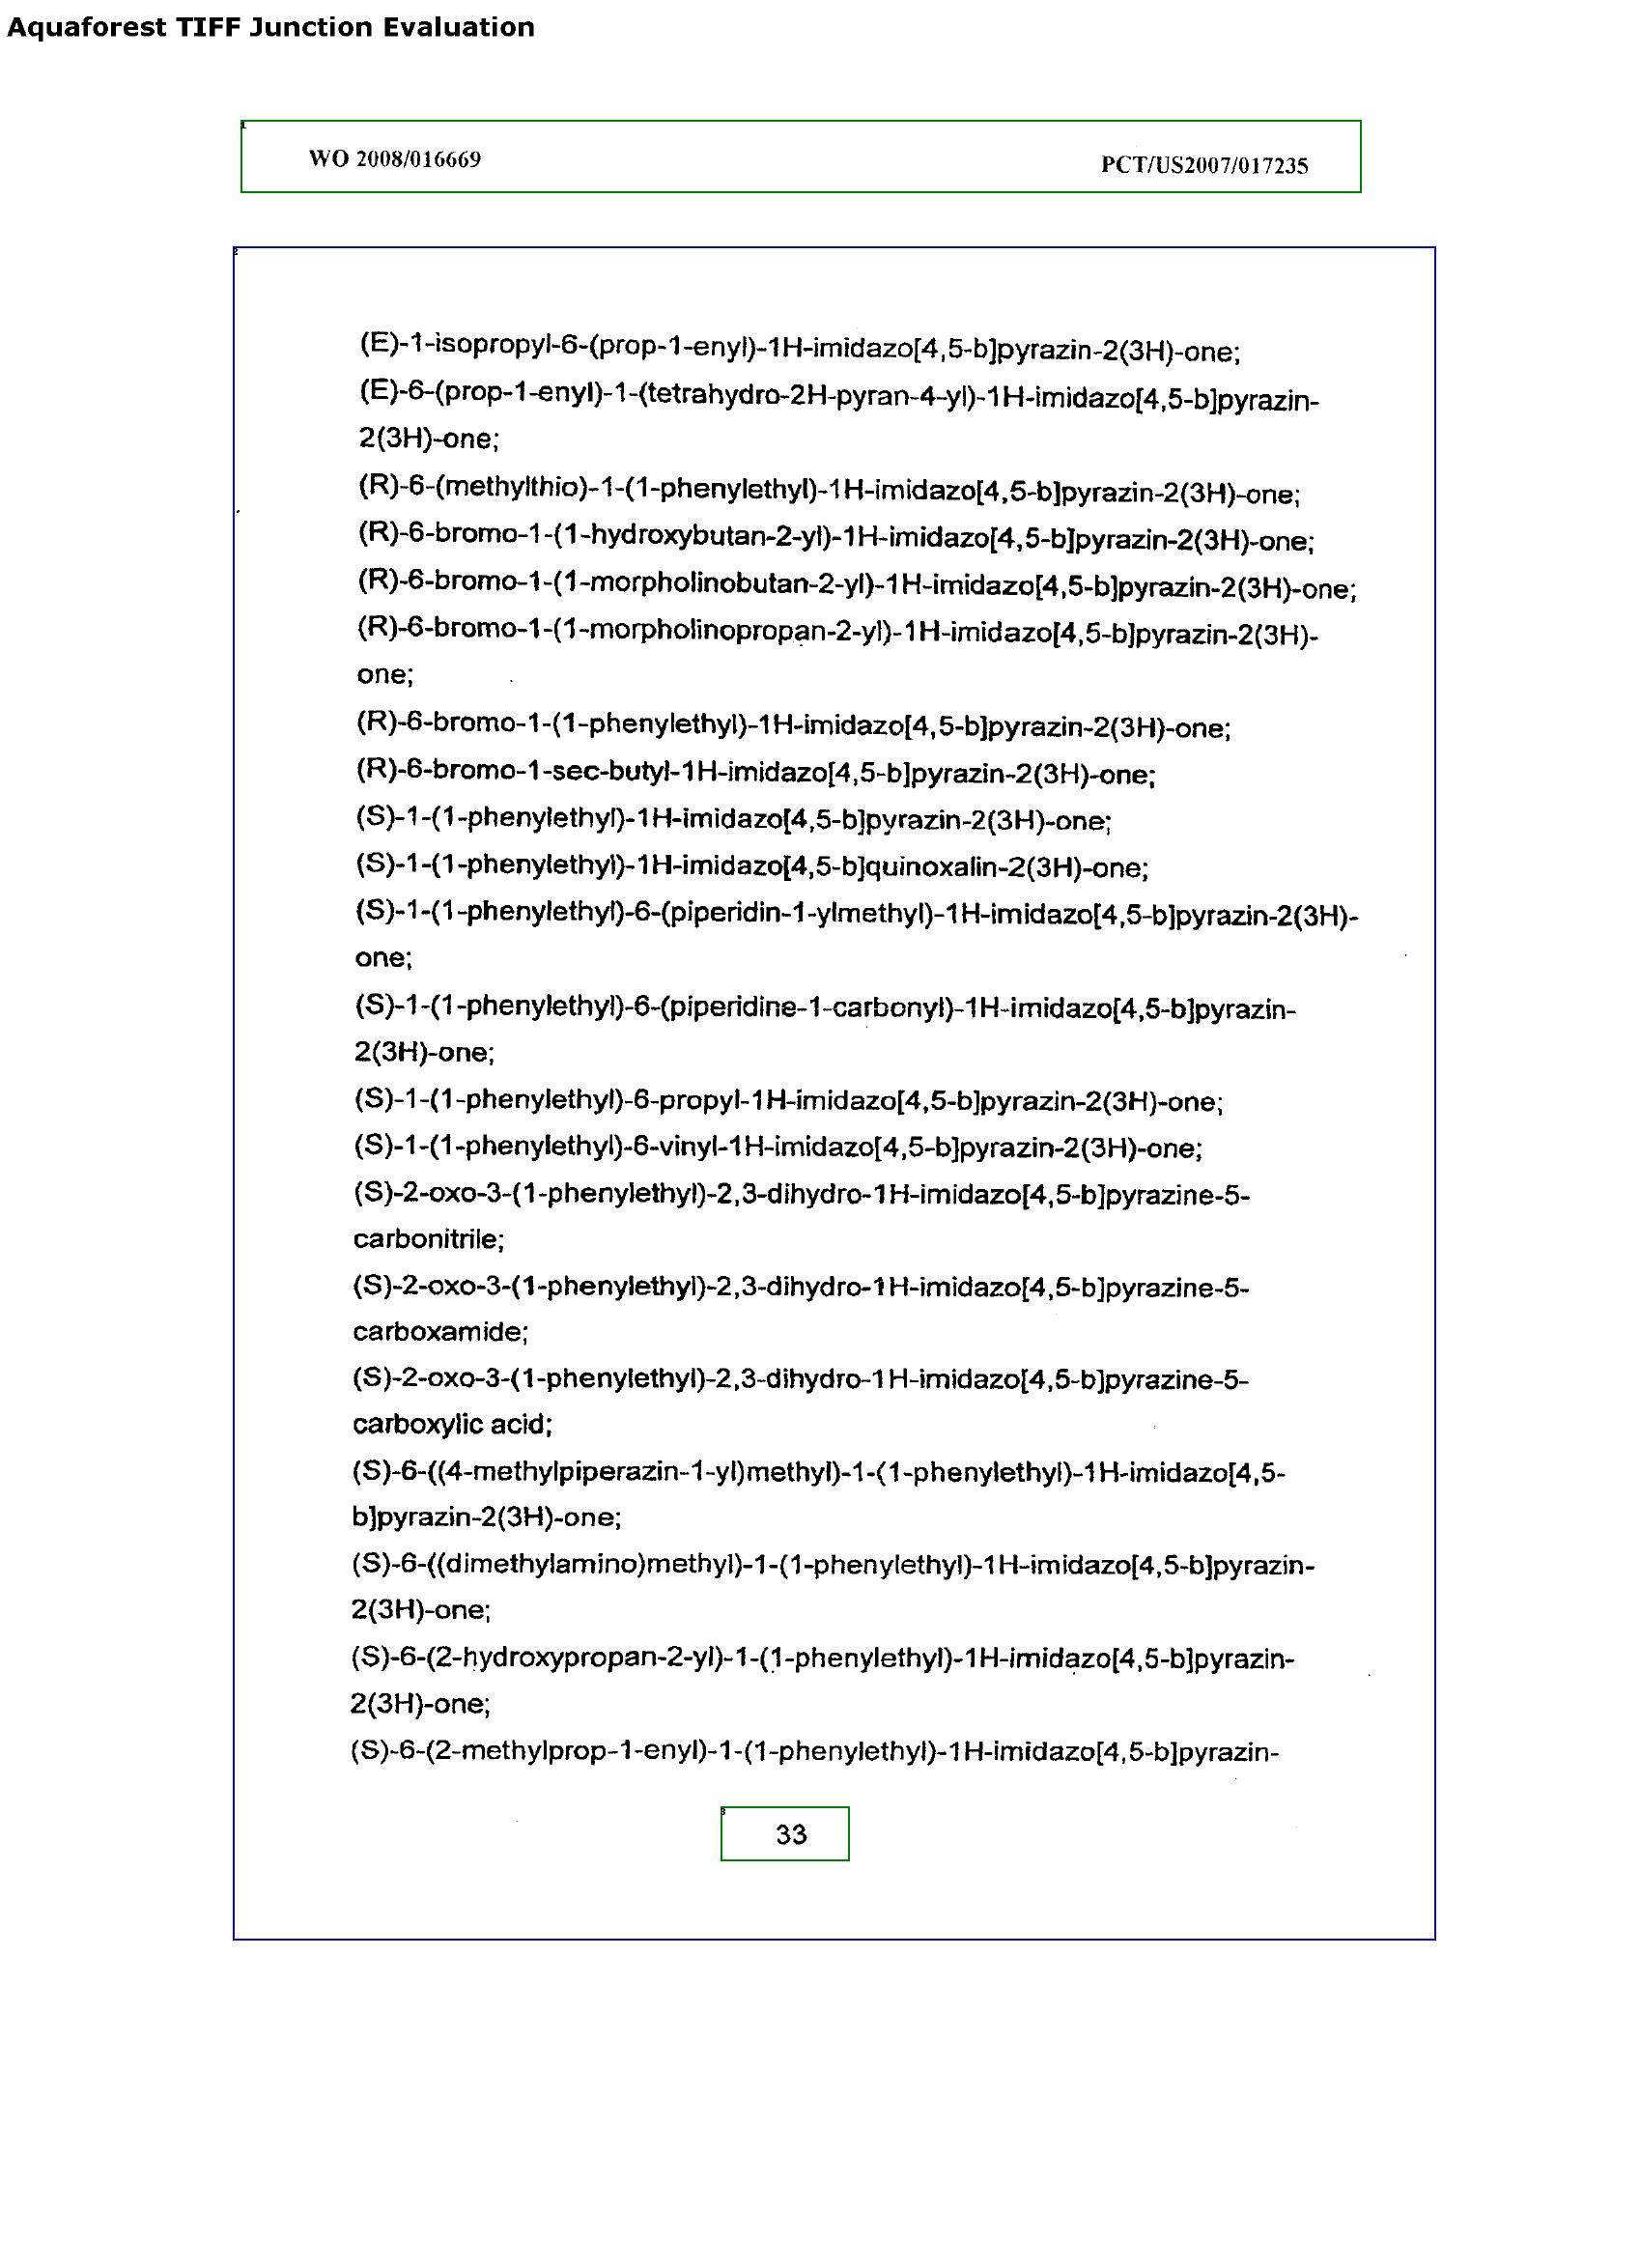 Aquaforest TIFF Junction Evaluation
WO 2008/016669 PCT/US2007/017235
(E)-1-isopropyl-6-(prop-1-enyl)-1H-imidazo[4,5-b]pyrazin-2(3H)-one;
(E)-6-(prop-1-enyl)-1-(tetrahydro-2H-pyran-4-yl)-1H-imidazo[4,5-b]pyrazin-
2(3H)-one;
(R)-6-(methylthio)-1-(1-phenylethyl)-1H-imidazo[4,5-b]pyrazin-2(3H)-one;
(R)-6-bromo-1-(1-hydroxybutan-2-yl)-1H-imidazo[4,5-b]pyrazin-2(3H)-one;
(R)-6-bromo-1-(1-morpholinobutan-2-yl)-1H-imidazo[4,5-b]pyrazin-2(3H)-one;
(R)-6-bromo-1-(1-morpholinopropan-2-yl)-1H-imidazo[4,5-b]pyrazin-2(3H)-
one;
(R)-6-bromo-1-(1-phenylethyl)-1H-imidazo[4,5-b]pyrazin-2(3H)-one;
(R)-6-bromo-1-sec-butyl-1H-imidazo[4,5-b]pyrazin-2(3H)-one;
(S)-1-(1-phenylethyl)-1H-imidazo[4,5-b]pyrazin-2(3H)-one;
(S)-1-(1-phenylethyl)-1H-imidazo[4,5-b]quinoxalin-2(3H)-one;
(S)-1-(1-phenylethyl)-6-(piperidin-1-ylmethyl)-1H-imidazo[4,5-b]pyrazin-2(3H)-
one;
(S)-1-(1-phenylethyl)-6-(piperidine-1-carbonyl)-1H-imidazo[4,5-b]pyrazin-
2(3H)-one;
(S)-1-(1-phenylethyl)-6-propyl-1H-imidazo[4,5-b]pyrazin-2(3H)-one;
(S)-1-(1-phenylethyl)-6-vinyl-1H-imidazo[4,5-b]pyrazin-2(3H)-one;
(S)-2-oxo-3-(1-phenylethyl)-2,3-dihydro-1H-imidazo[4,5-b]pyrazine-5-
carbonitrile;
(S)-2-oxo-3-(1-phenylethyl)-2,3-dihydro-1H-imidazo[4,5-b]pyrazine-5-
carboxamide;
(S)-2-oxo-3-(1-phenylethyl)-2,3-dihydro-1H-imidazo[4,5-b]pyrazine-5-
carboxylic acid;
(S)-6-((4-methylpiperazin-1-yl)methyl)-1-(1-phenylethyl)-1H-imidazo[4,5-
b]pyrazin-2(3H)-one;
(S)-6-((dimethylamino)methyl)-1-(1-phenylethyl)-1H-imidazo[4,5-b]pyrazin-
2(3H)-one;
(S)-6-(2-hydroxypropan-2-yl)-1-(1-phenylethyl)-1H-imidazo[4,5-b]pyrazin-
2(3H)-one;
(S)-6-(2-methylprop-1-enyl)-1-(1-phenylethyl)-1H-imidazo[4,5-b]pyrazin-
33